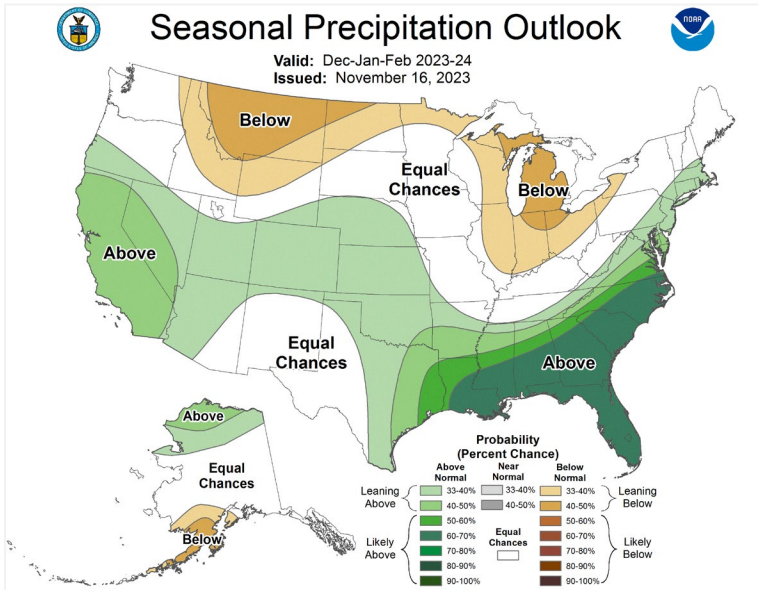 Seasonal Precipitation Outlook
NOAA
Valid: Dec-Jan-Feb 2023-24
Issued: November 16, 2023
Below
Equal
Chances
Below
Above
Equal
Chances
Above
Above
Equal
Chances
Below
Probability
(Percent Chance)
Above
Normal
Near
Normal
Below
Normal
Leaning
Above
33-40%
40-50%
33-40%
40-50%
33-40%
40-50%
Leaning
Below
Likely
Above
50-60%
60-70%
70-80%
80-90%
90-100%
Equal
Chances
50-60%
60-70%
70-80%
80-90%
90-100%
Likely
Below